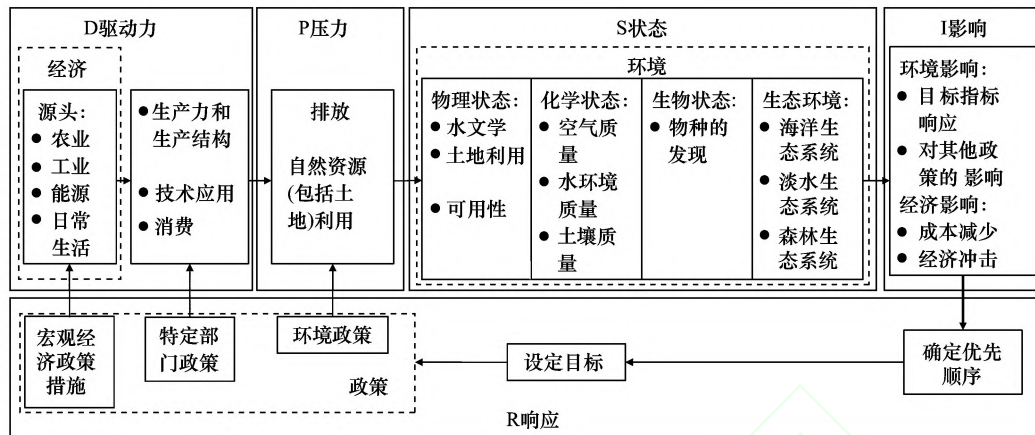 D驱动力
经济
源头:
● 农业
● 工业
● 能源
● 日常
生活
● 生产力和
生产结构
● 技术应用
● 消费
P压力
排放
自然资源
(包括土
地)利用
S状态
环境
物理状态:
● 水文学
● 土地利用
● 可用性
化学状态:
● 空气质
量
● 水环境
质量
● 土壤质
量
生物状态:
● 物种的
发现
生态环境:
● 海洋生
态系统
● 淡水生
态系统
● 森林生
态系统
I影响
环境影响:
● 目标指标
响应
● 对其他政
策的 影响
经济影响:
● 成本减少
● 经济冲击
宏观经
济政策
措施
特定部
门政策
环境政策
政策
设定目标
确定优先
顺序
R响应